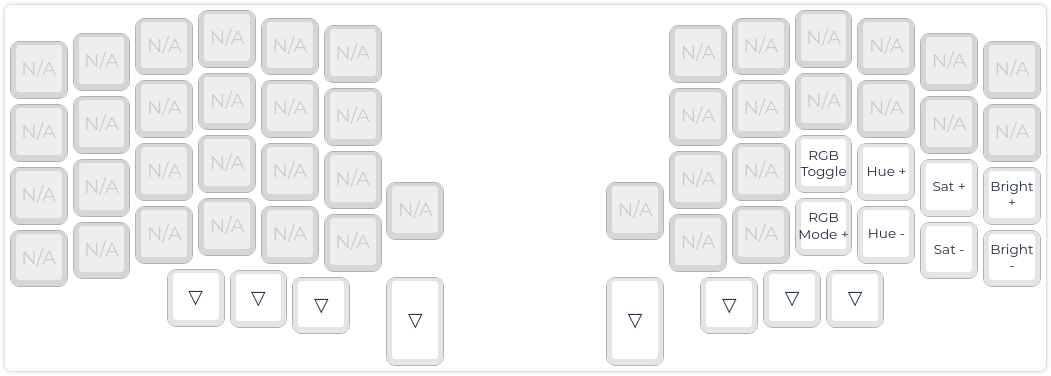 N/A N/A N/A N/A N/A N/A N/A N/A N/A N/A N/A N/A
N/A N/A N/A N/A N/A N/A N/A N/A N/A N/A N/A N/A
N/A N/A N/A N/A N/A N/A N/A N/A
RGB
Toggle
Hue +
Sat +
Bright
+
N/A N/A
N/A N/A N/A N/A N/A N/A N/A N/A
RGB
Mode +
Hue -
Sat -
Bright
-
▽ ▽ ▽ ▽ ▽ ▽ ▽ ▽